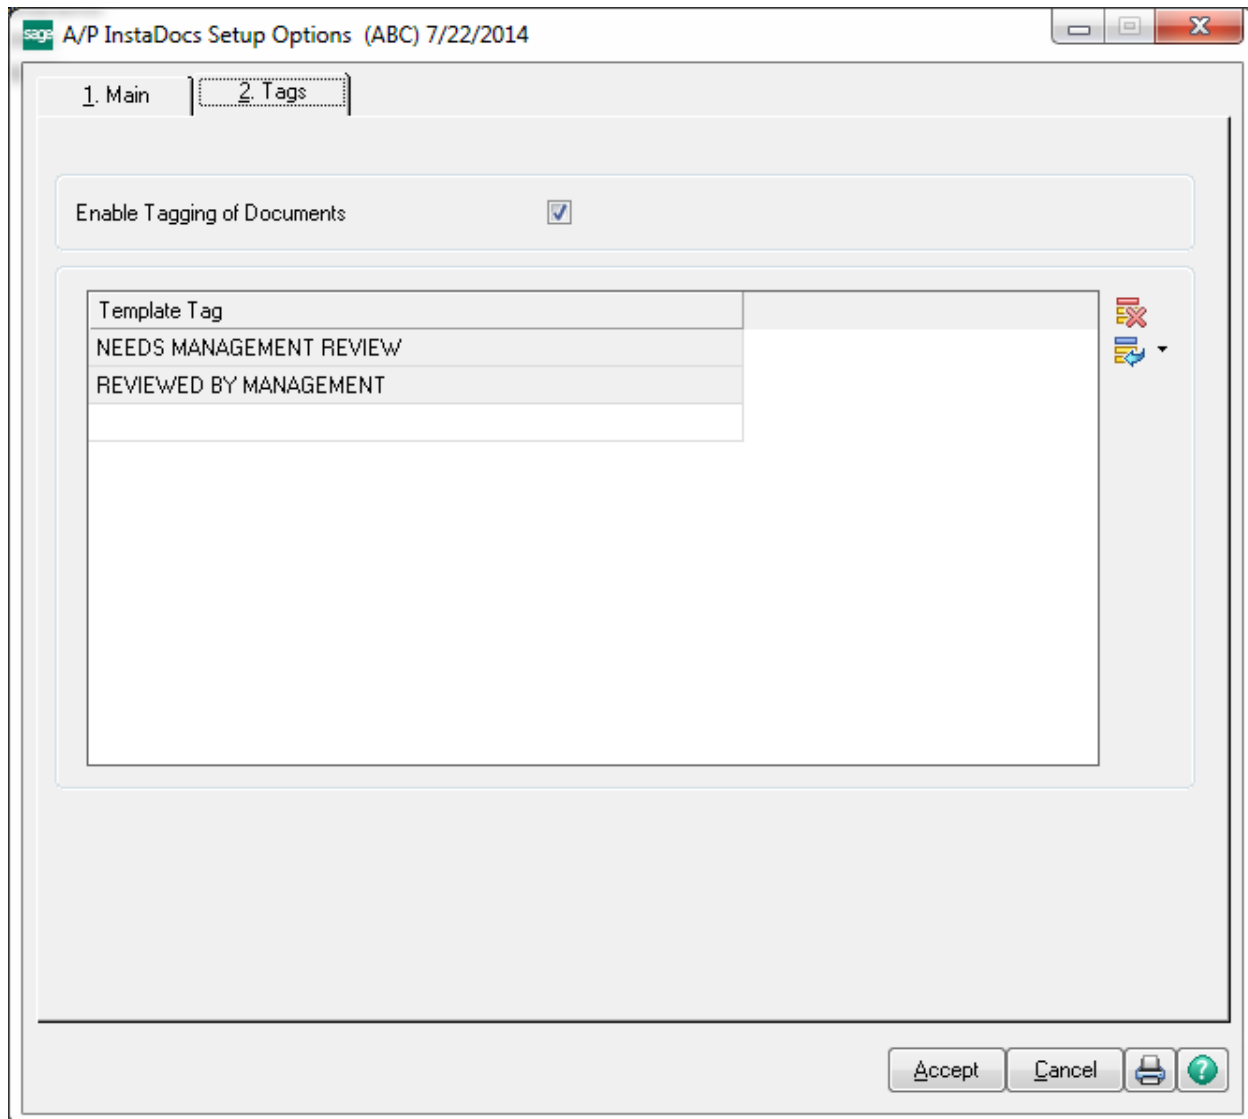 sage A/P InstaDocs Setup Options (ABC) 7/22/2014
1. Main 2. Tags
Enable Tagging of Documents
Template Tag
NEEDS MANAGEMENT REVIEW
REVIEWED BY MANAGEMENT
Accept Cancel